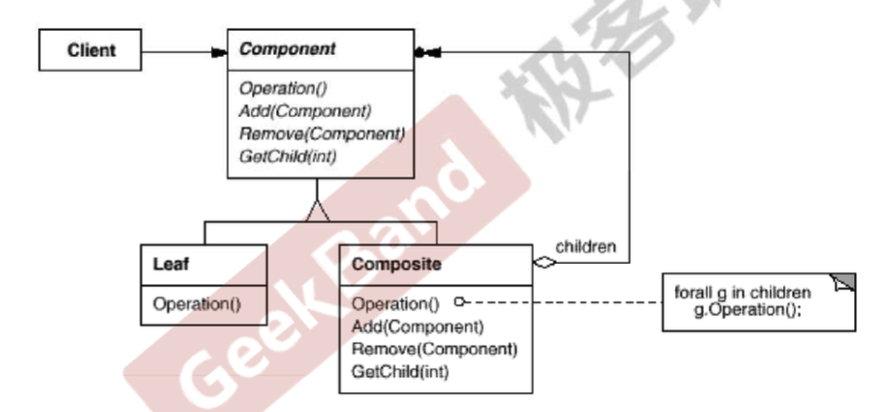 Client
Component
Operation()
Add(Component)
Remove(Component)
GetChild(int)
children
Leaf
Operation()
Composite
Operation()
Add(Component)
Remove(Component)
GetChild(int)
forall g in children
g.Operation();
GeekBand 极客